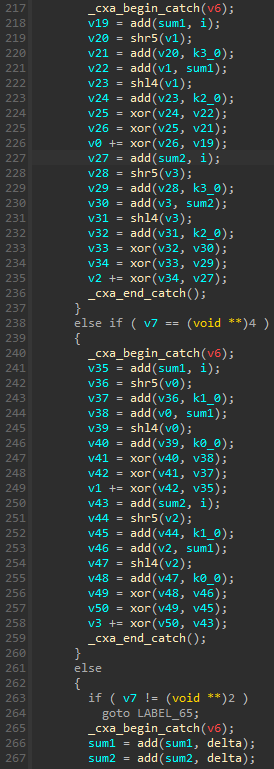 217 _cxa_begin_catch(v6);
218 v19 = add(sum1, i);
219 v20 = shr5(v1);
220 v21 = add(v20, k3_0);
221 v22 = add(v1, sum1);
222 v23 = shl4(v1);
223 v24 = add(v23, k2_0);
224 v25 = xor(v24, v22);
225 v26 = xor(v25, v21);
226 v0 += xor(v26, v19);
227 v27 = add(sum2, i);
228 v28 = shr5(v3);
229 v29 = add(v28, k3_0);
230 v30 = add(v3, sum2);
231 v31 = shl4(v3);
232 v32 = add(v31, k2_0);
233 v33 = xor(v32, v30);
234 v34 = xor(v33, v29);
235 v2 += xor(v34, v27);
236 _cxa_end_catch();
237 }
238 else if ( v7 == (void **)4 )
239 {
240 _cxa_begin_catch(v6);
241 v35 = add(sum1, i);
242 v36 = shr5(v0);
243 v37 = add(v36, k1_0);
244 v38 = add(v0, sum1);
245 v39 = shl4(v0);
246 v40 = add(v39, k0_0);
247 v41 = xor(v40, v38);
248 v42 = xor(v41, v37);
249 v1 += xor(v42, v35);
250 v43 = add(sum2, i);
251 v44 = shr5(v2);
252 v45 = add(v44, k1_0);
253 v46 = add(v2, sum1);
254 v47 = shl4(v2);
255 v48 = add(v47, k0_0);
256 v49 = xor(v48, v46);
257 v50 = xor(v49, v45);
258 v3 += xor(v50, v43);
259 _cxa_end_catch();
260 }
261 else
262 {
263 if ( v7 != (void **)2 )
264 goto LABEL_65;
265 _cxa_begin_catch(v6);
266 sum1 = add(sum1, delta);
267 sum2 = add(sum2, delta);